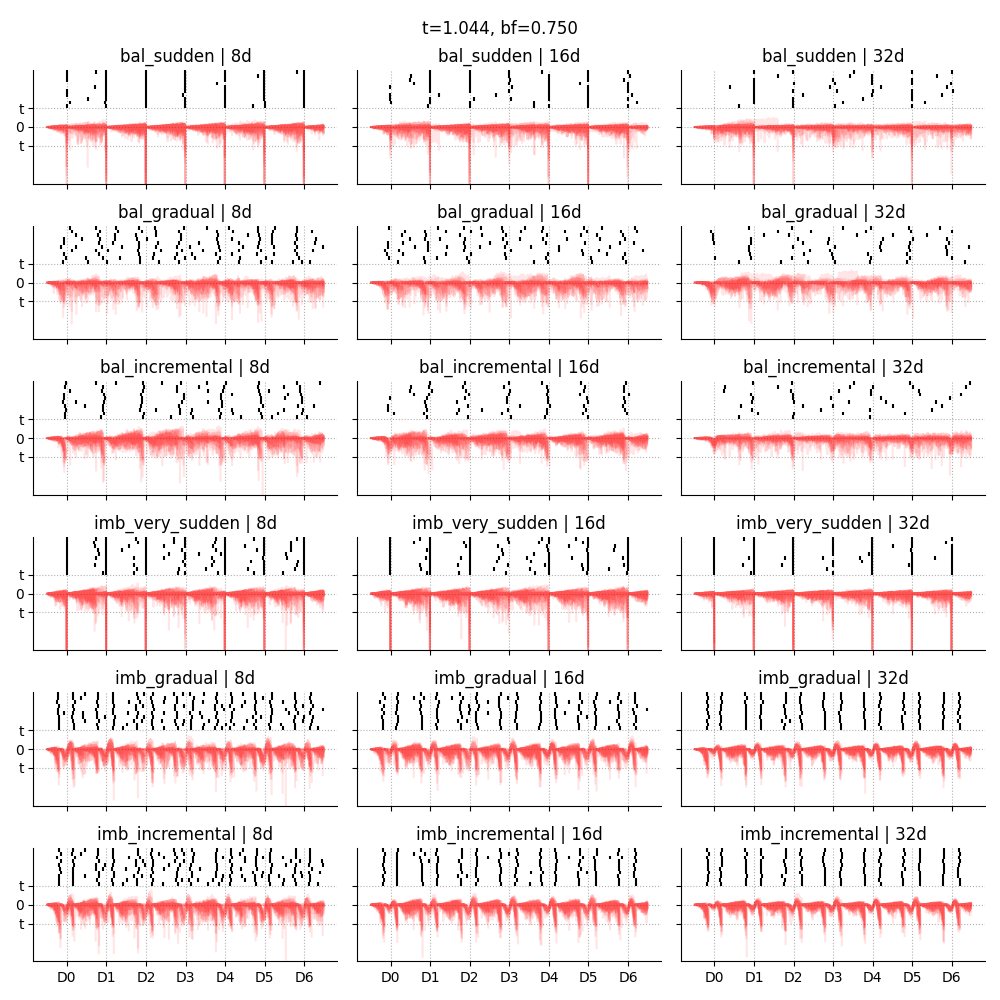 t=1.044, bf=0.750
bal_sudden | 8d
bal_sudden | 16d
bal_sudden | 32d
t
0
t
bal_gradual | 8d
bal_gradual | 16d
bal_gradual | 32d
t
0
t
bal_incremental | 8d
bal_incremental | 16d
bal_incremental | 32d
t
0
t
imb_very_sudden | 8d
imb_very_sudden | 16d
imb_very_sudden | 32d
t
0
t
imb_gradual | 8d
imb_gradual | 16d
imb_gradual | 32d
t
0
t
imb_incremental | 8d
imb_incremental | 16d
imb_incremental | 32d
t
0
t
D0 D1 D2 D3 D4 D5 D6
D0 D1 D2 D3 D4 D5 D6
D0 D1 D2 D3 D4 D5 D6